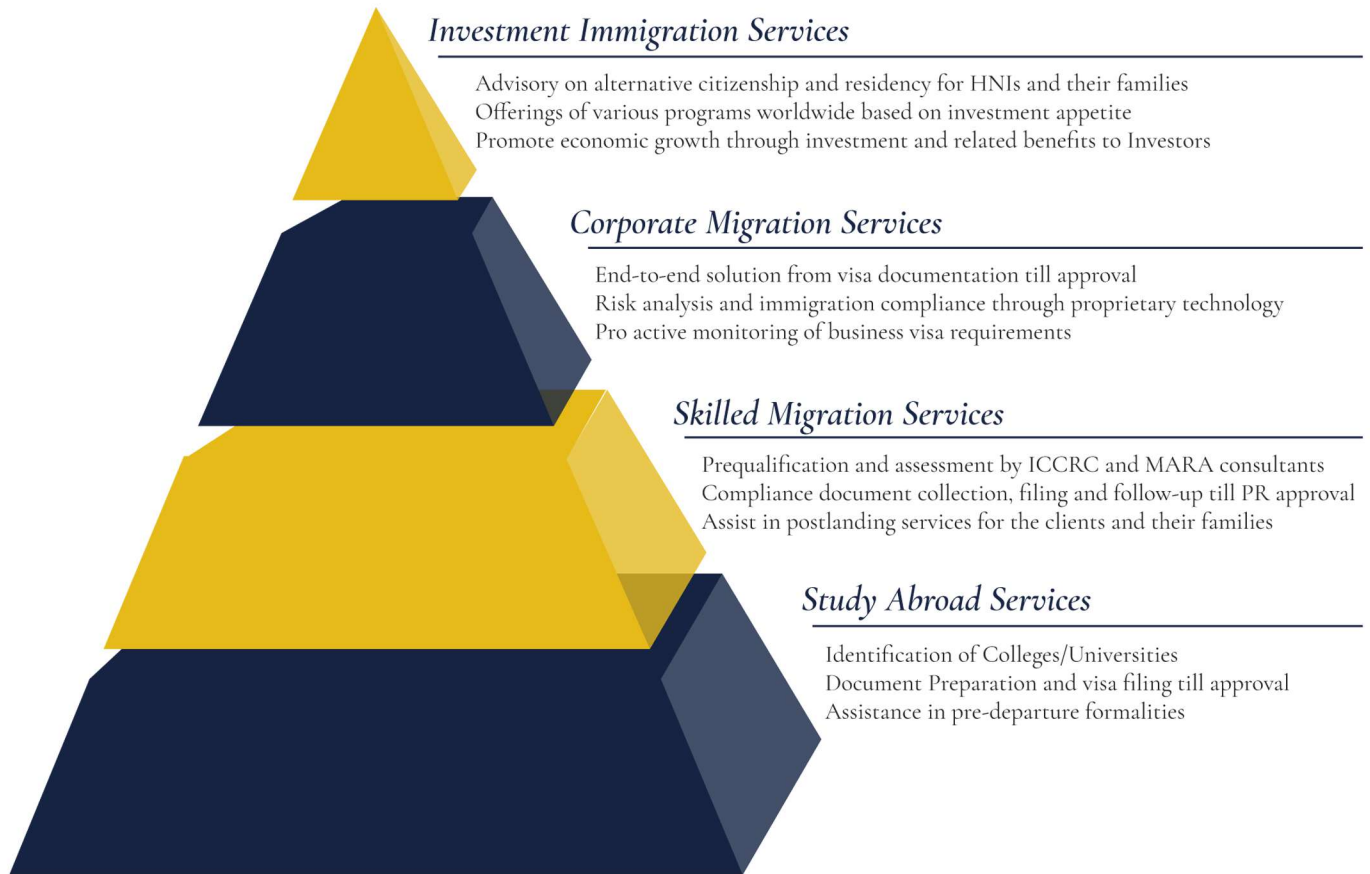 Investment Immigration Services
Advisory on alternative citizenship and residency for HNIs and their families
Offerings of various programs worldwide based on investment appetite
Promote economic growth through investment and related benefits to Investors
Corporate Migration Services
End-to-end solution from visa documentation till approval
Risk analysis and immigration compliance through proprietary technology
Pro active monitoring of business visa requirements
Skilled Migration Services
Prequalification and assessment by ICCRC and MARA consultants
Compliance document collection, filing and follow-up till PR approval
Assist in postlanding services for the clients and their families
Study Abroad Services
Identification of Colleges/Universities
Document Preparation and visa filing till approval
Assistance in pre-departure formalities